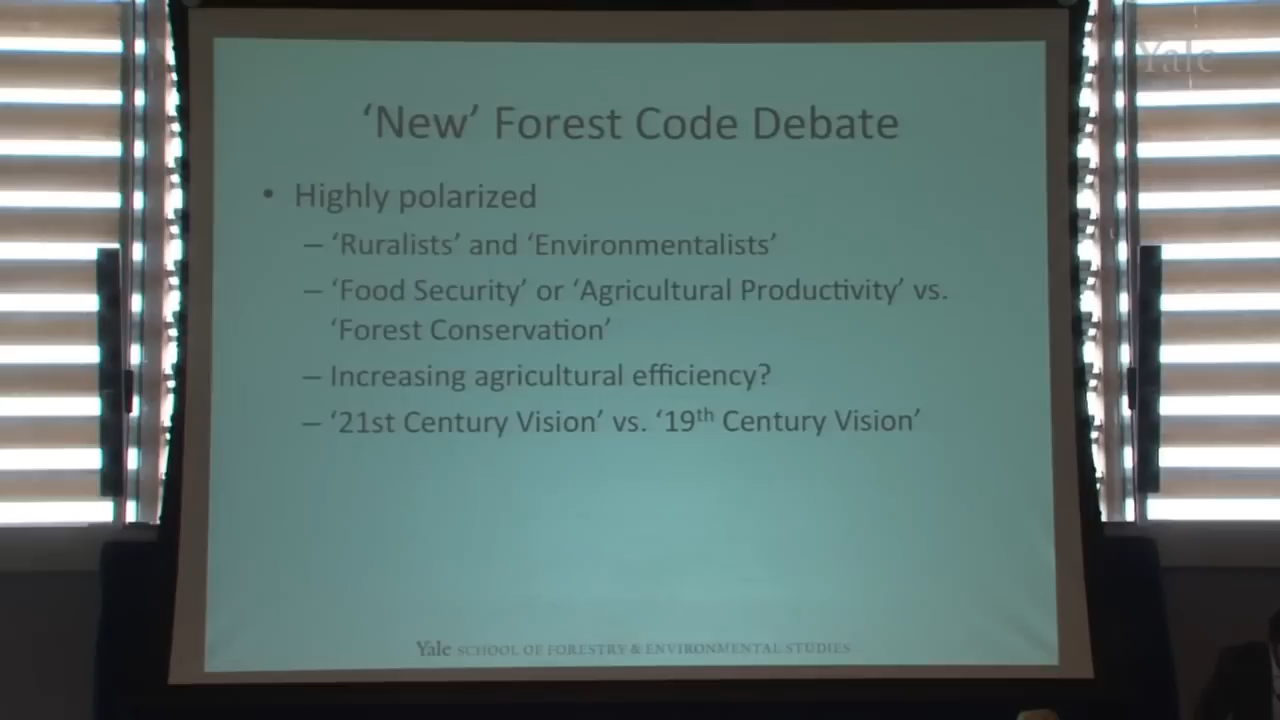 Yale
‘New’ Forest Code Debate
• Highly polarized
– ‘Ruralists’ and ‘Environmentalists’
– ‘Food Security’ or ‘Agricultural Productivity’ vs.
‘Forest Conservation’
– Increasing agricultural efficiency?
– ‘21st Century Vision’ vs. ‘19th Century Vision’
Yale SCHOOL OF FORESTRY & ENVIRONMENTAL STUDIES